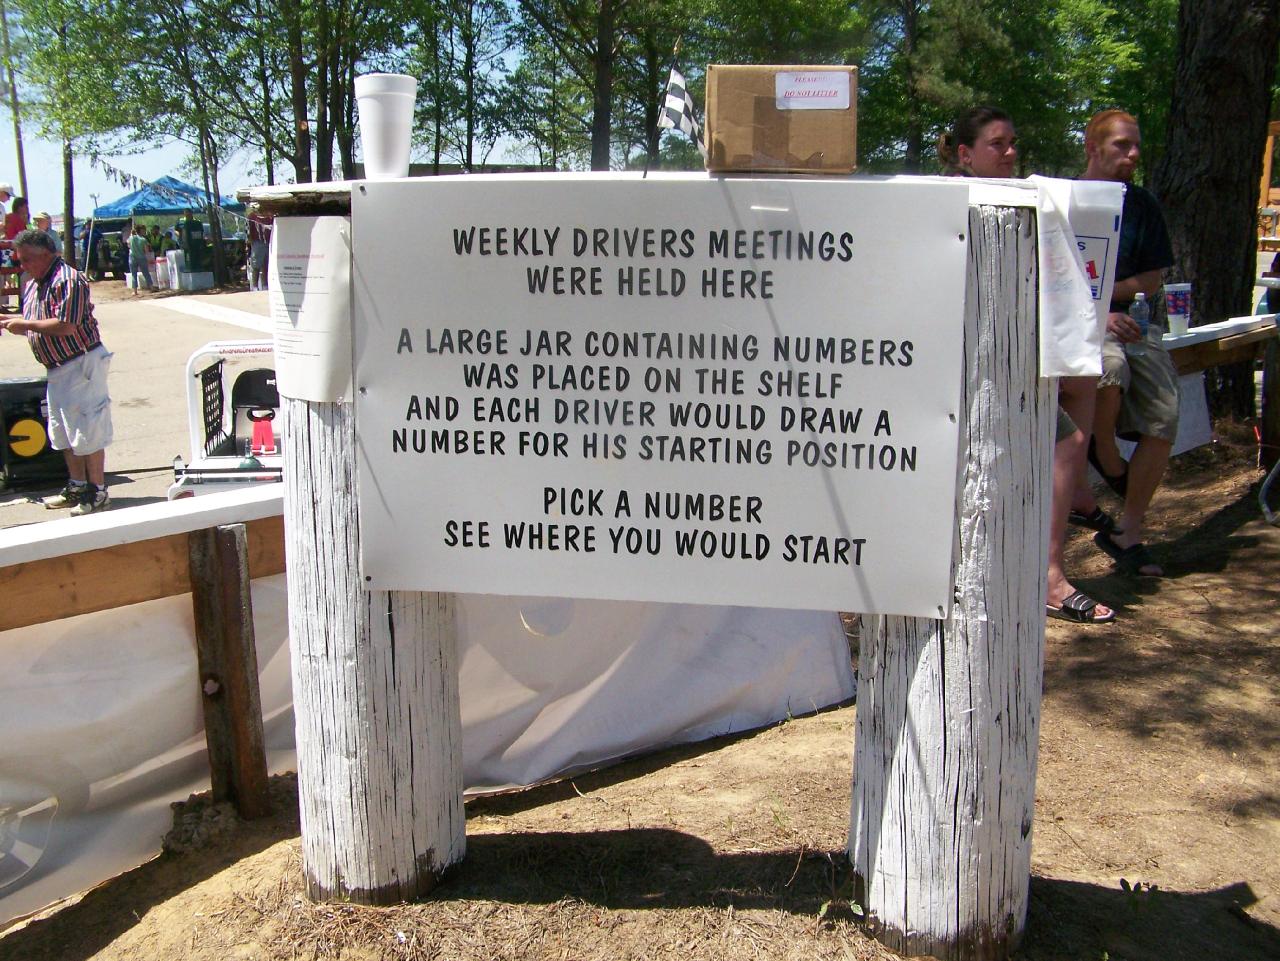 PLEASE
DO NOT LITTER
WEEKLY DRIVERS MEETINGS
WERE HELD HERE
A LARGE JAR CONTAINING NUMBERS
WAS PLACED ON THE SHELF
AND EACH DRIVER WOULD DRAW A
NUMBER FOR HIS STARTING POSITION
PICK A NUMBER
SEE WHERE YOU WOULD START